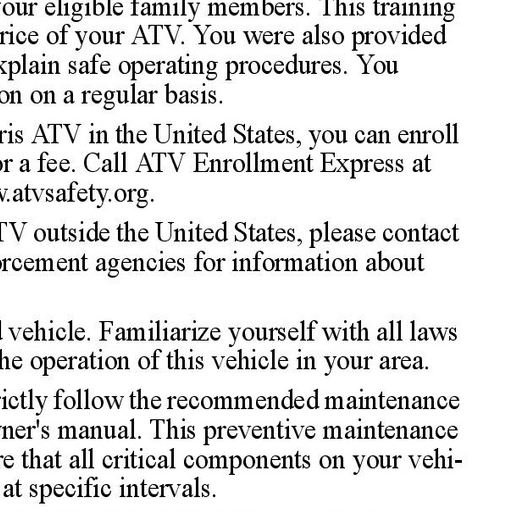 your eligible family members. This training
rice of your ATV. You were also provided
xplain safe operating procedures. You
on on a regular basis.
ris ATV in the United States, you can enroll
or a fee. Call ATV Enrollment Express at
w.atvsafety.org.
TV outside the United States, please contact
orcement agencies for information about
d vehicle. Familiarize yourself with all laws
he operation of this vehicle in your area.
rictly follow the recommended maintenance
wner's manual. This preventive maintenance
re that all critical components on your vehi-
at specific intervals.